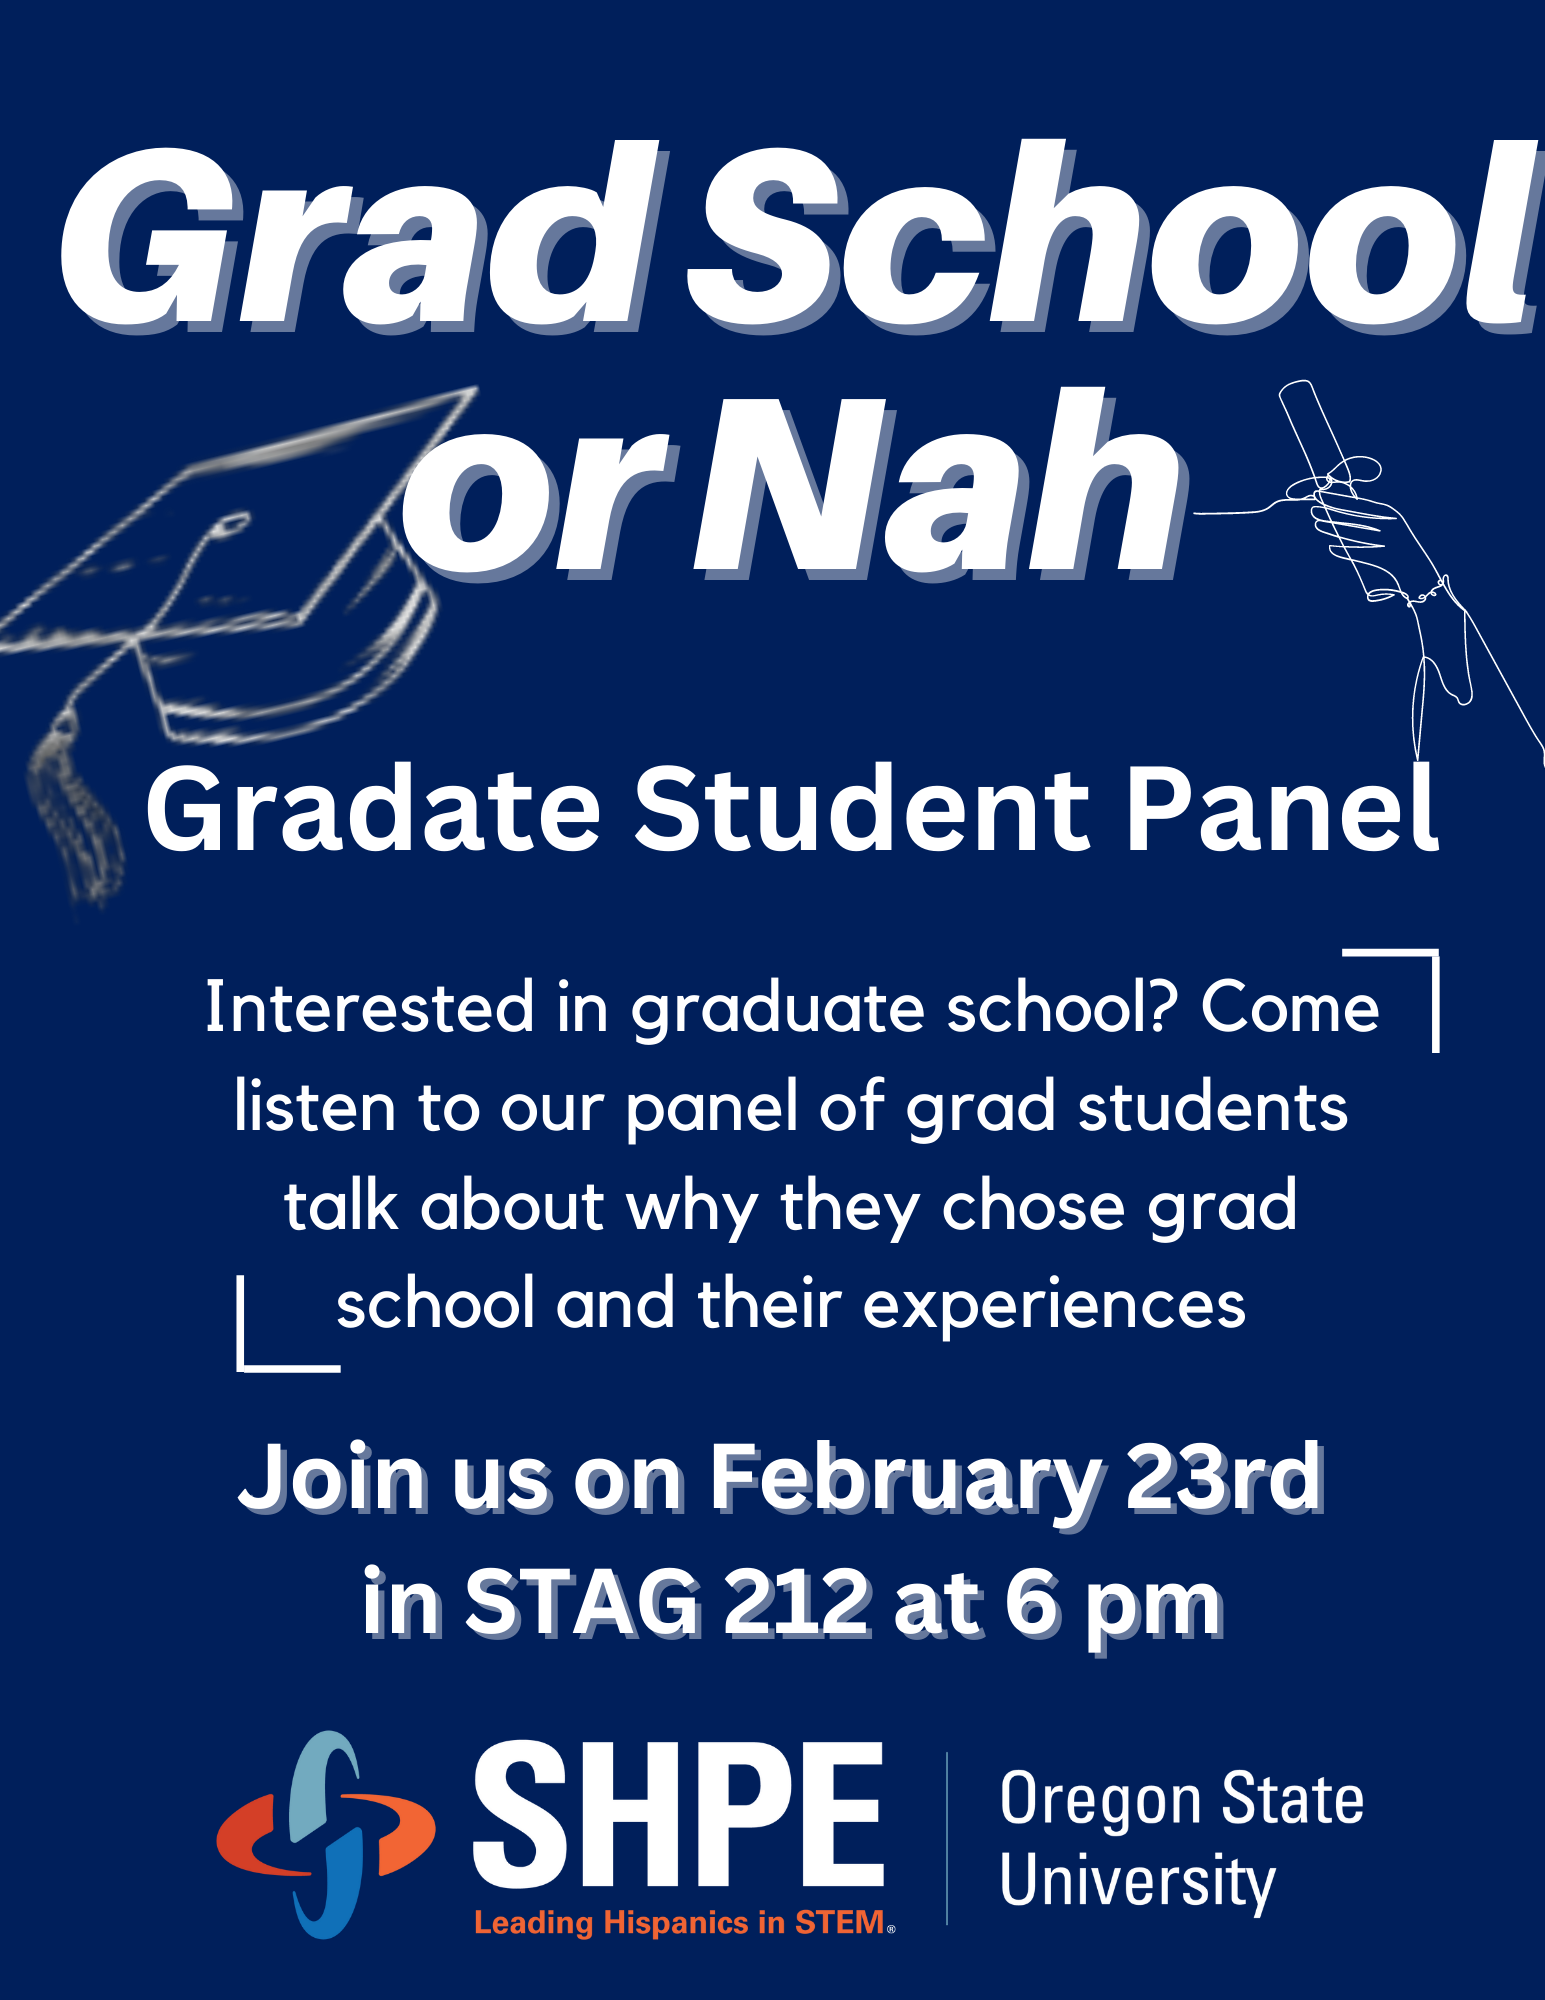 Grad School
or Nah
Gradate Student Panel
Interested in graduate school? Come
listen to our panel of grad students
talk about why they chose grad
school and their experiences
Join us on February 23rd
in STAG 212 at 6 pm
SHPE
Leading Hispanics in STEM®
Oregon State
University